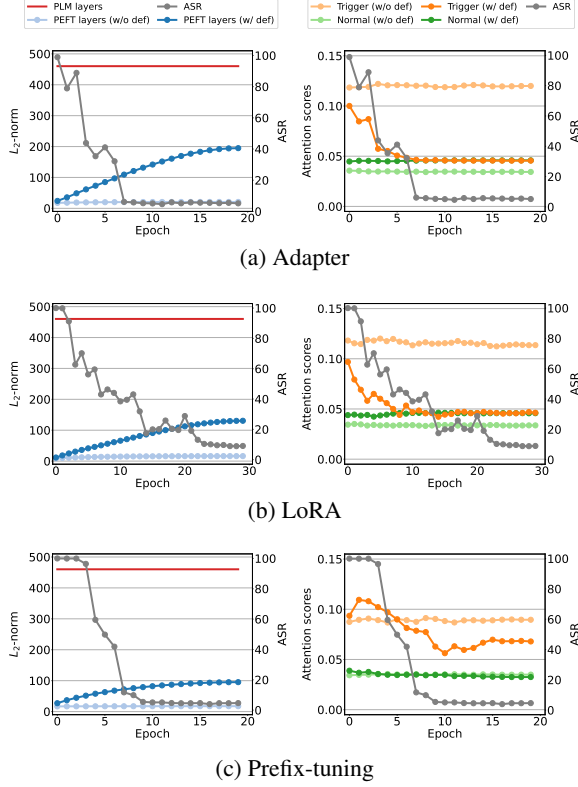 PLM layers
PEFT layers (w/o def)
PEFT layers (w/ def)
ASR
Trigger (w/o def)
Normal (w/o def)
Trigger (w/ def)
Normal (w/ def)
ASR
500
400
300
200
100
0
L2-norm
100
80
60
40
20
0
ASR
0 5 10 15 20
Epoch
0.15
0.10
0.05
0.00
Attention scores
100
80
60
40
20
0
ASR
0 5 10 15 20
Epoch
(a) Adapter
500
400
300
200
100
0
L2-norm
100
80
60
40
20
0
ASR
0 10 20 30
Epoch
0.15
0.10
0.05
0.00
Attention scores
100
80
60
40
20
0
ASR
0 10 20 30
Epoch
(b) LoRA
500
400
300
200
100
0
L2-norm
100
80
60
40
20
0
ASR
0 5 10 15 20
Epoch
0.15
0.10
0.05
0.00
Attention scores
100
80
60
40
20
0
ASR
0 5 10 15 20
Epoch
(c) Prefix-tuning